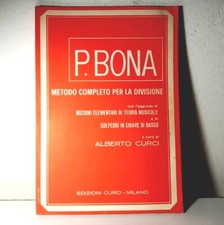 P. BONA
METODO COMPLETO PER LA DIVISIONE
con l'aggiunta di
NOZIONI ELEMENTARI DI TEORIA MUSICALE
e di
SOLFEGGI IN CHIAVE DI BASSO
a cura di
ALBERTO CURCI
EDIZIONI CURCI - MILANO